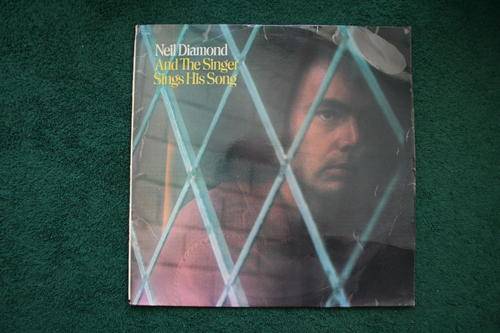 Neil Diamond
And The Singer
Sings His Song